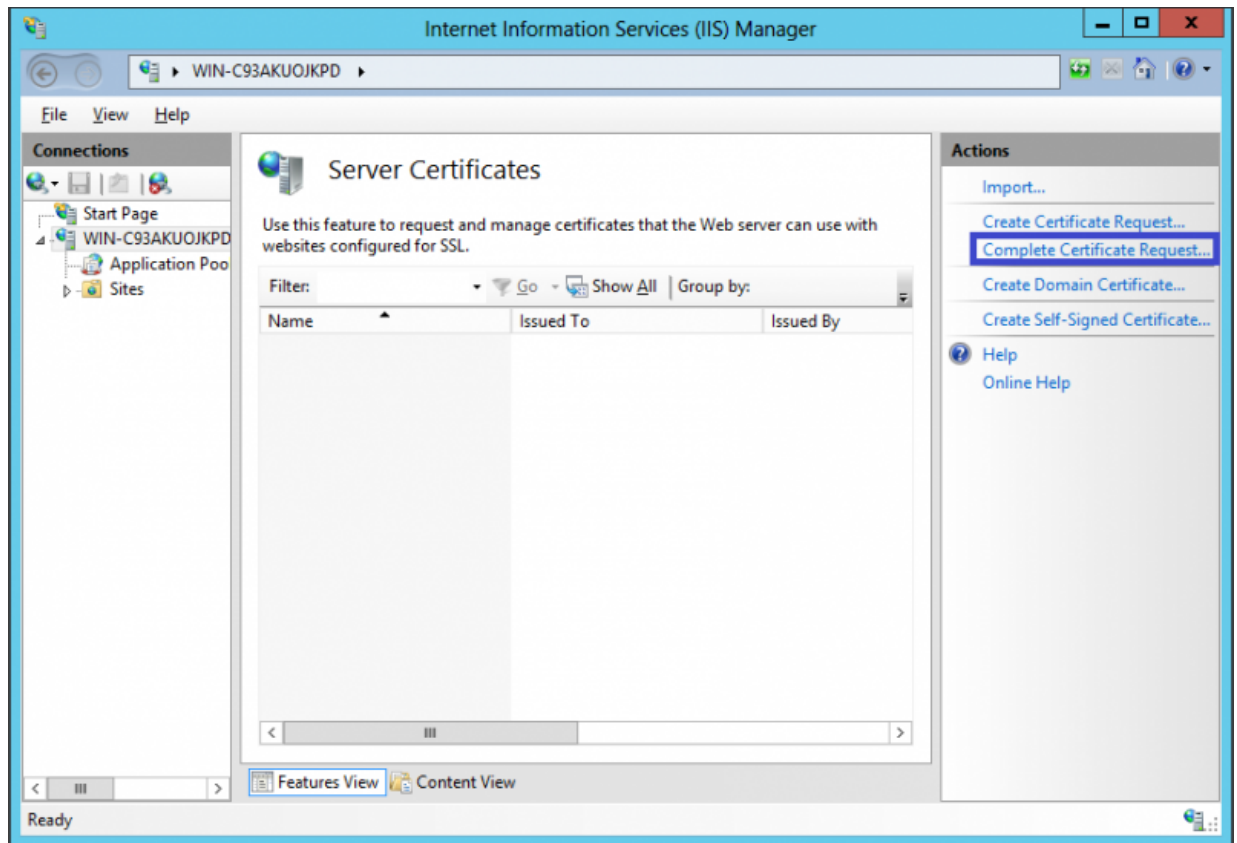 Internet Information Services (IIS) Manager
WIN-C93AKUOJKPD
File View Help
Connections
Start Page
WIN-C93AKUOJKPD
Application Poo
Sites
Server Certificates
Use this feature to request and manage certificates that the Web server can use with
websites configured for SSL.
Filter: Go Show All Group by:
Name Issued To Issued By
Features View Content View
Actions
Import...
Create Certificate Request...
Complete Certificate Request...
Create Domain Certificate...
Create Self-Signed Certificate...
Help
Online Help
Ready